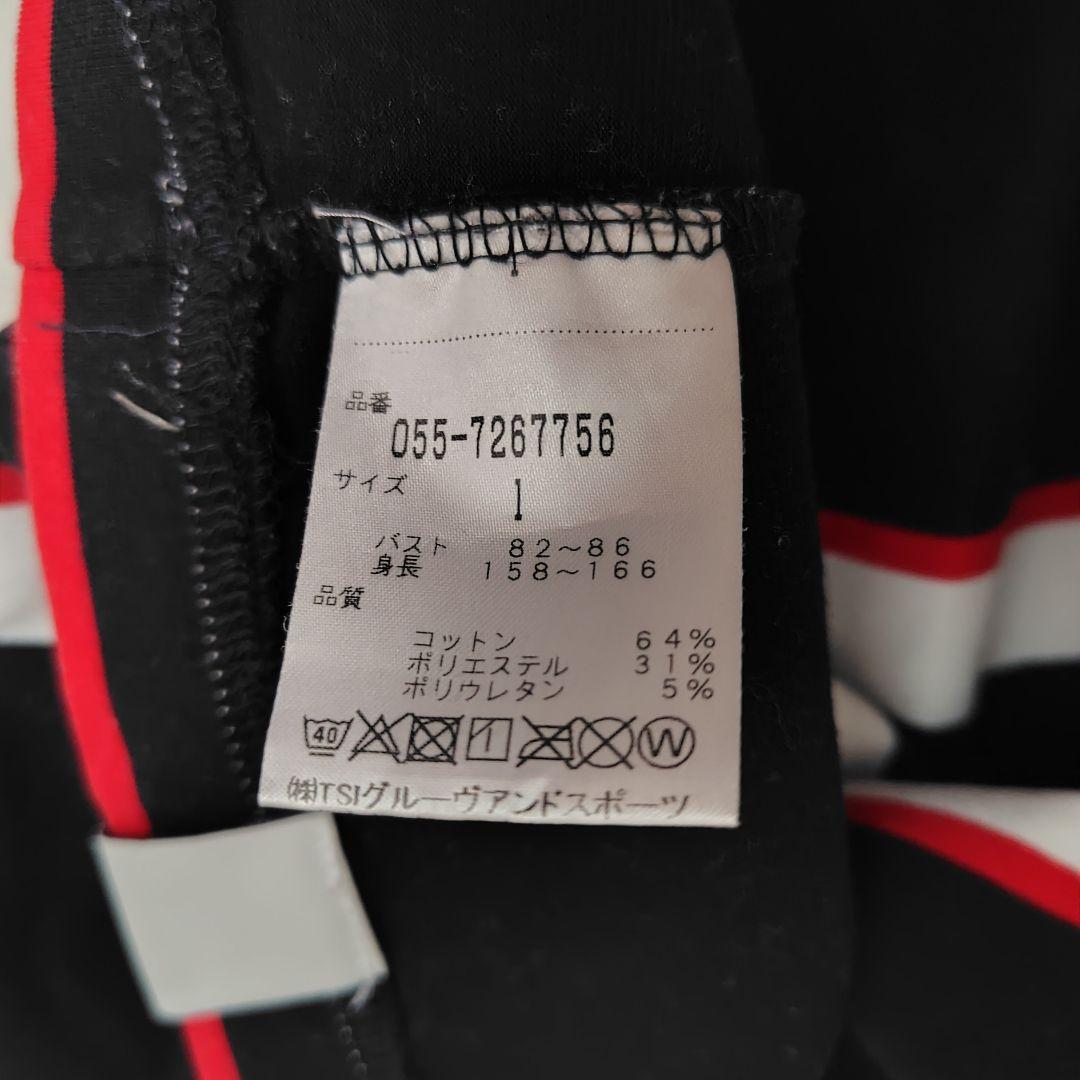 品番
055-7267756
サイズ
1
バスト 82～86
身長 158～166
品質
コットン 64%
ポリエステル 31%
ポリウレタン 5%
40 W
㈱TSIグルーヴアンドスポーツ